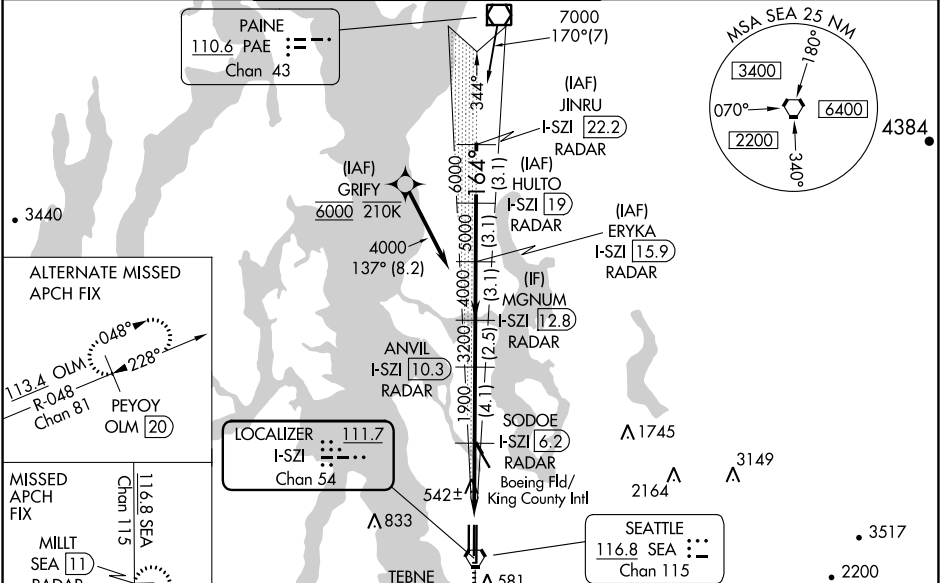 PAINE
110.6 PAE
Chan 43
7000
170°(7)
344°
MSA SEA 25 NM
180°
3400
070°
6400
2200
340°
4384
(IAF)
JINRU
I-SZI 22.2
RADAR
164°
6000
(3.1)
(IAF)
HULTO
I-SZI 19
RADAR
(IAF)
GRIFY
6000 210K
4000
137° (8.2)
3440
5000
(3.1)
(IAF)
ERYKA
I-SZI 15.9
RADAR
4000
(3.1)
(IF)
MGNUM
I-SZI 12.8
RADAR
3200
(2.5)
ANVIL
I-SZI 10.3
RADAR
1900
(4.1)
SODOE
I-SZI 6.2
RADAR
Boeing Fld/
King County Intl
ALTERNATE MISSED
APCH FIX
048°
228°
113.4 OLM
R-048
Chan 81
PEYOY
OLM 20
LOCALIZER 111.7
I-SZI
Chan 54
542±
833
1745
2164
3149
MISSED
APCH
FIX
116.8 SEA
Chan 115
MILLT
SEA 11
RADAR
SEATTLE
116.8 SEA
Chan 115
3517
2200
TEBNE
581